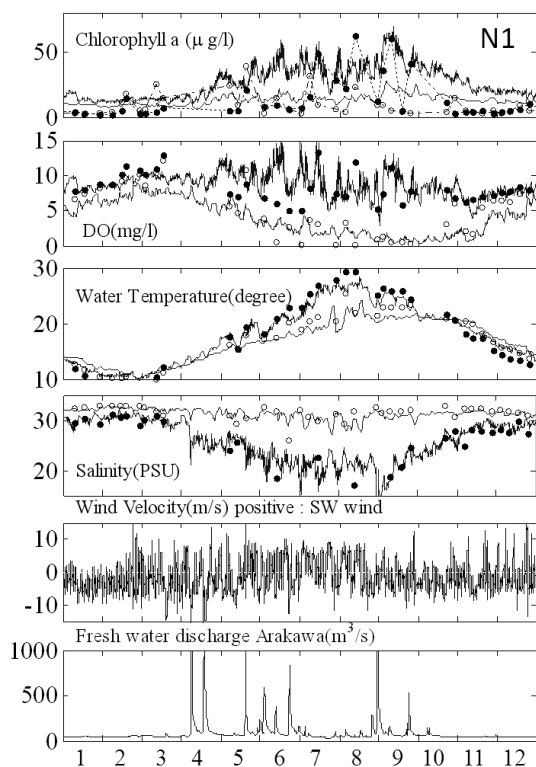 Chlorophyll a (μ g/l)
N1
50
0
15
10
5
0
DO(mg/l)
30
20
10
Water Temperature(degree)
30
20
Salinity(PSU)
Wind Velocity(m/s) positive : SW wind
10
0
-10
Fresh water discharge Arakawa(m³/s)
1000
500
0
1 2 3 4 5 6 7 8 9 10 11 12